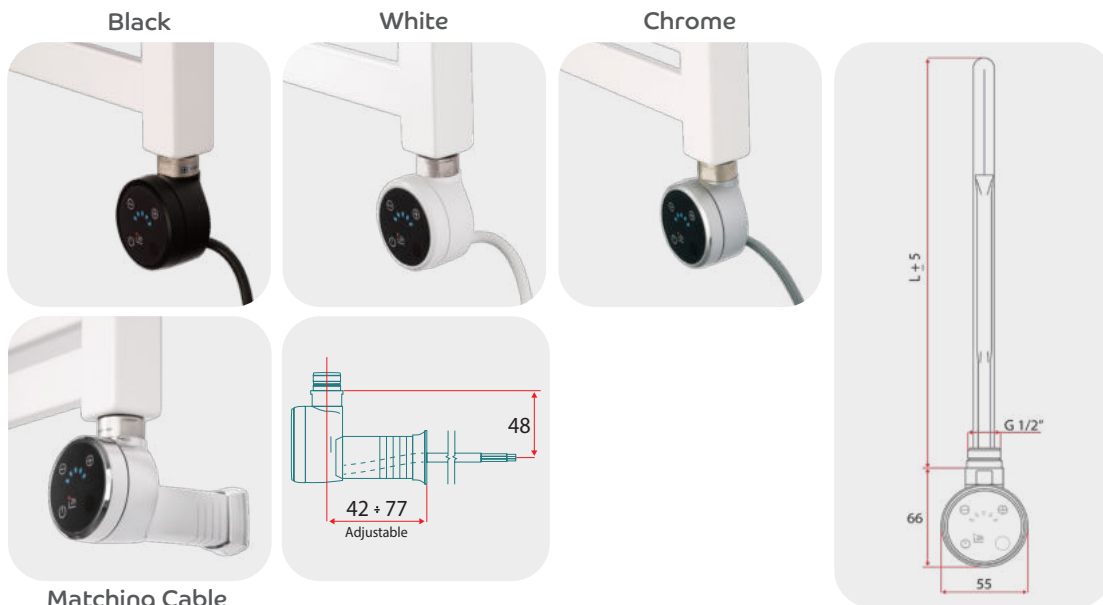 Black
White
Chrome
L ± 5
G 1/2"
66
55
48
42 ÷ 77
Adjustable
Matching Cable